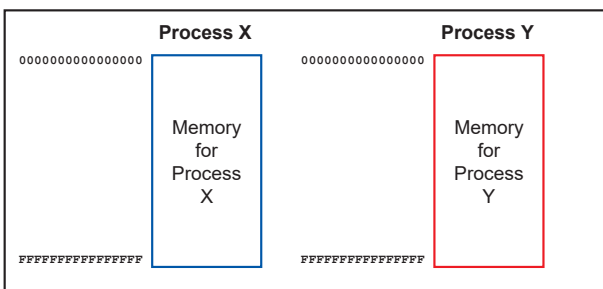 Process X
Process Y
0000000000000000
0000000000000000
Memory
for
Process
X
Memory
for
Process
Y
FFFFFFFFFFFFFFFF
FFFFFFFFFFFFFFFF